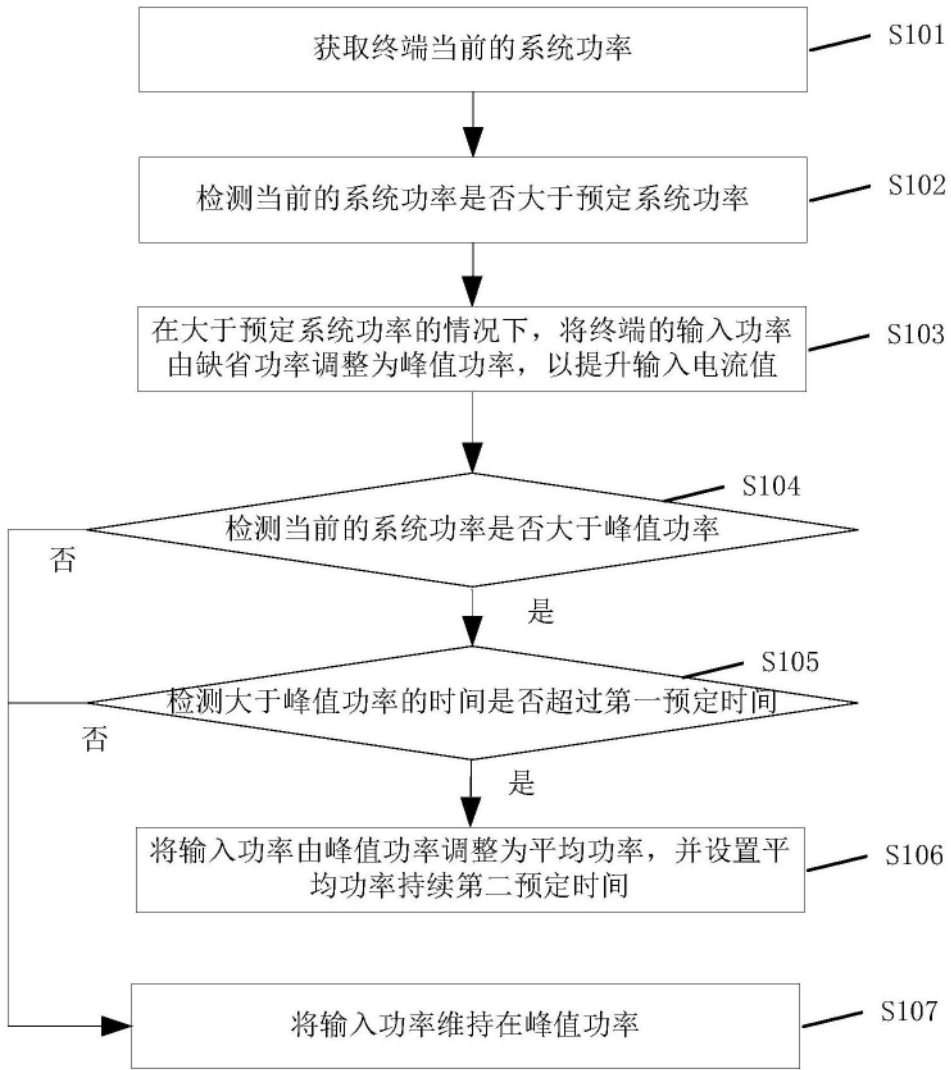 获取终端当前的系统功率
S101
检测当前的系统功率是否大于预定系统功率
S102
在大于预定系统功率的情况下，将终端的输入功率
由缺省功率调整为峰值功率，以提升输入电流值
S103
S104
检测当前的系统功率是否大于峰值功率
否
是
S105
检测大于峰值功率的时间是否超过第一预定时间
否
是
将输入功率由峰值功率调整为平均功率，并设置平
均功率持续第二预定时间
S106
将输入功率维持在峰值功率
S107